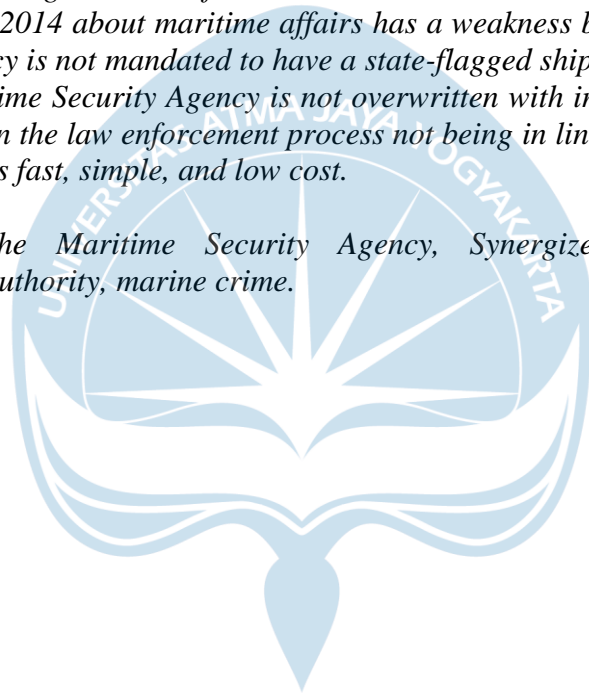 2014 about maritime affairs has a weakness b
cy is not mandated to have a state-flagged ship
ime Security Agency is not overwritten with in
n the law enforcement process not being in lin
s fast, simple, and low cost.
he Maritime Security Agency, Synergize
uthority, marine crime.
UNIVERSITAS ATMA JAYA YOGYAKARTA